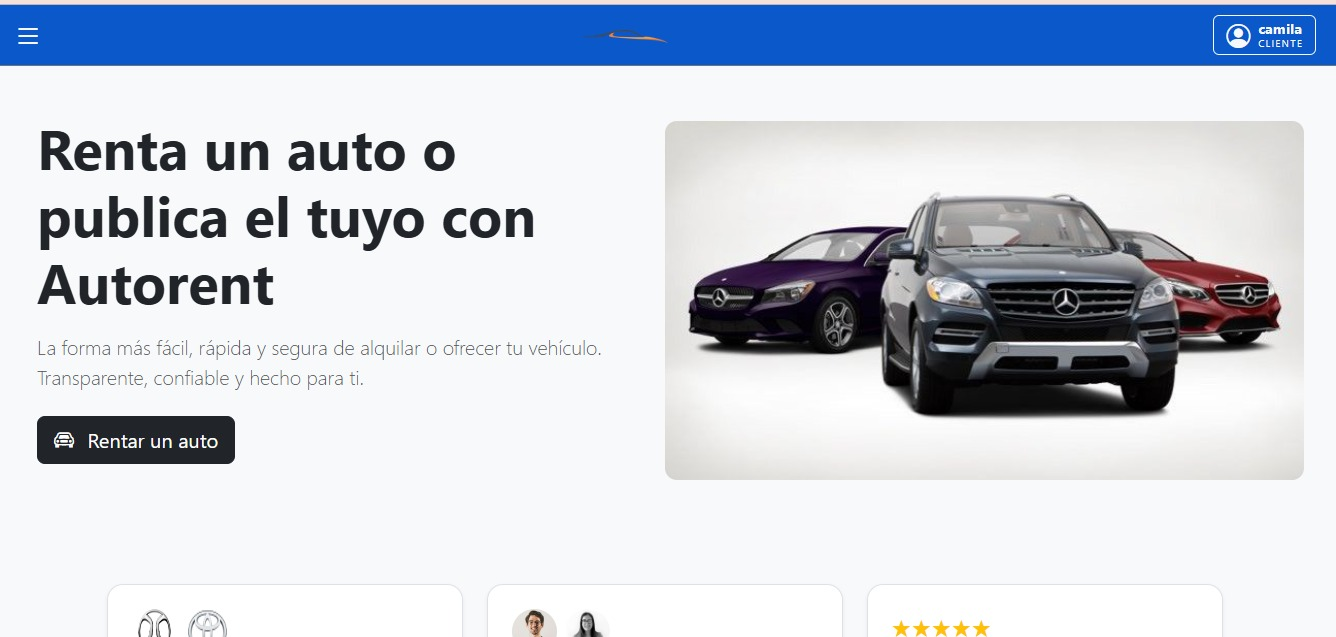 camila
CLIENTE
Renta un auto o
publica el tuyo con
Autorent
La forma más fácil, rápida y segura de alquilar o ofrecer tu vehículo.
Transparente, confiable y hecho para ti.
Rentar un auto